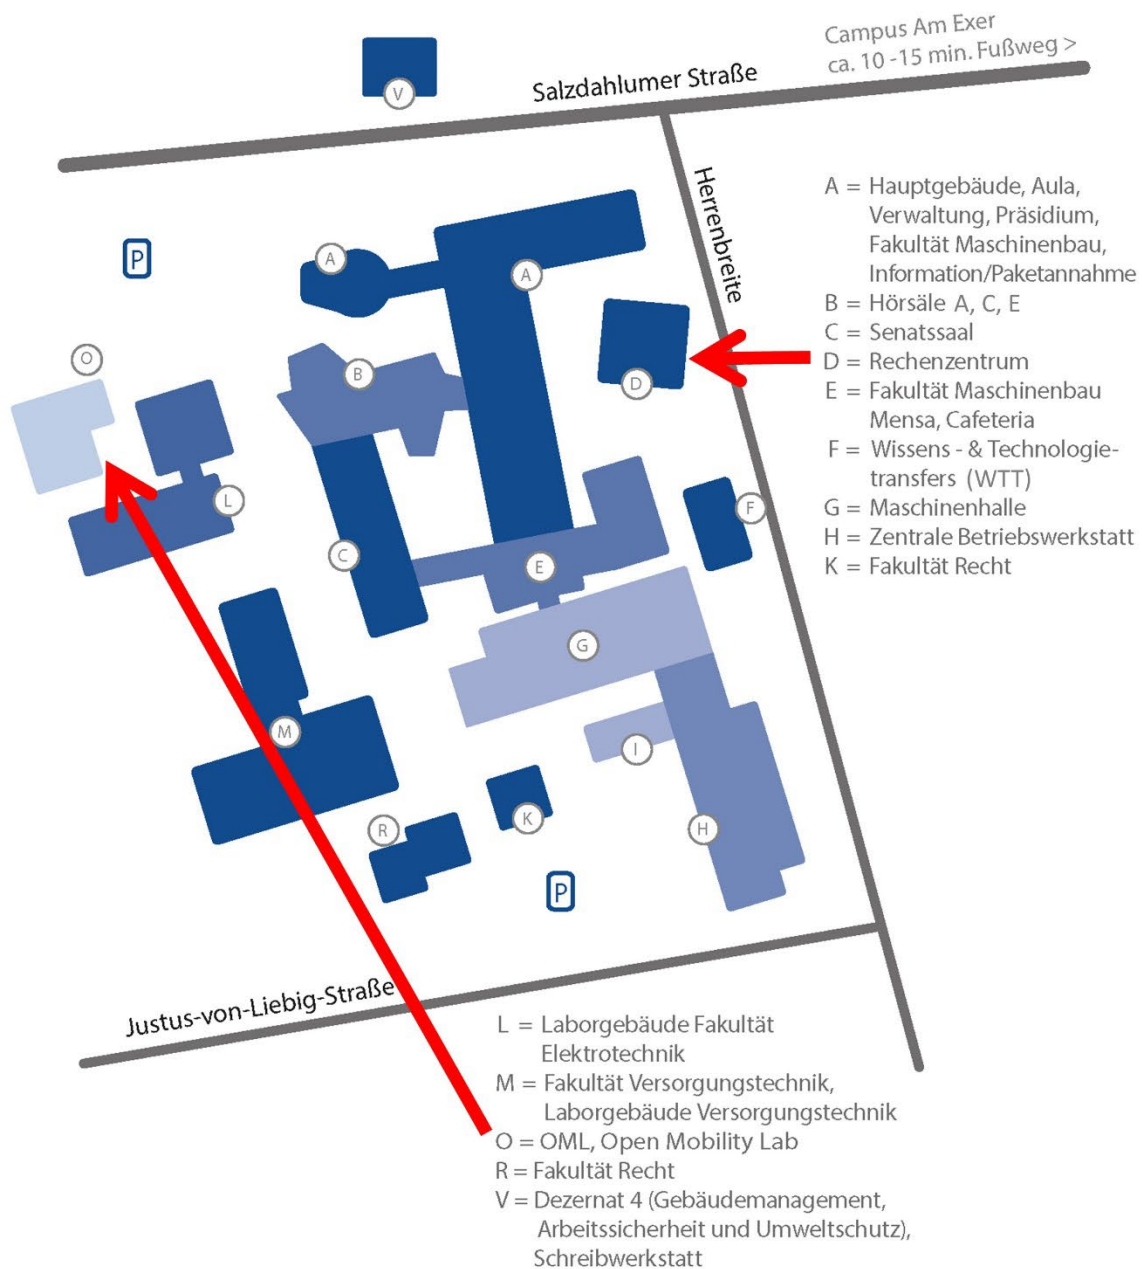 Campus Am Exer
ca. 10 -15 min. Fußweg >
Salzdahlumer Straße
V
Herrenbreite
A = Hauptgebäude, Aula,
Verwaltung, Präsidium,
Fakultät Maschinenbau,
Information/Paketannahme
B = Hörsäle A, C, E
C = Senatssaal
D = Rechenzentrum
E = Fakultät Maschinenbau
Mensa, Cafeteria
F = Wissens - & Technologie-
transfers (WTT)
G = Maschinenhalle
H = Zentrale Betriebswerkstatt
K = Fakultät Recht
P
A
A
O
B
D
L
C
E
F
G
M
I
R
K
H
P
Justus-von-Liebig-Straße
L = Laborgebäude Fakultät
Elektrotechnik
M = Fakultät Versorgungstechnik,
Laborgebäude Versorgungstechnik
O = OML, Open Mobility Lab
R = Fakultät Recht
V = Dezernat 4 (Gebäudemanagement,
Arbeitssicherheit und Umweltschutz),
Schreibwerkstatt